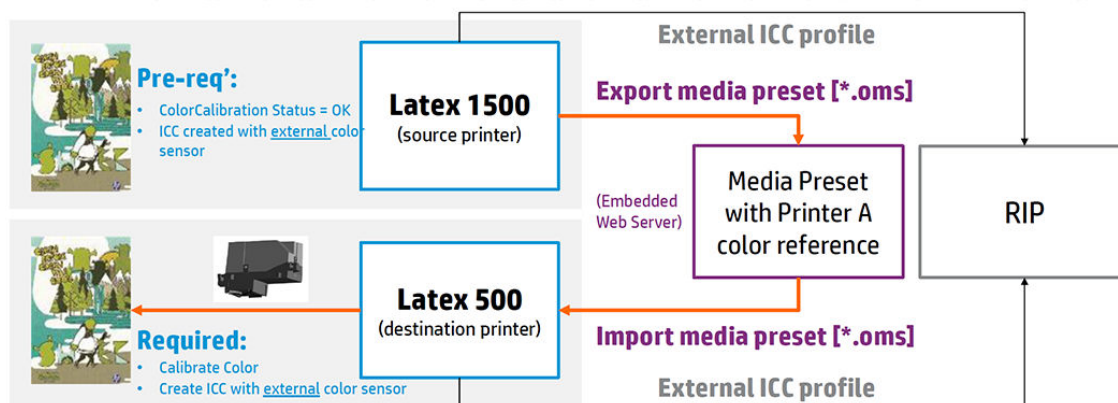 External ICC profile
Pre-req’:
• ColorCalibration Status = OK
• ICC created with external color
sensor
Latex 1500
(source printer)
Export media preset [*.oms]
(Embedded
Web Server)
Media Preset
with Printer A
color reference
RIP
Latex 500
(destination printer)
Required:
• Calibrate Color
• Create ICC with external color sensor
Import media preset [*.oms]
External ICC profile